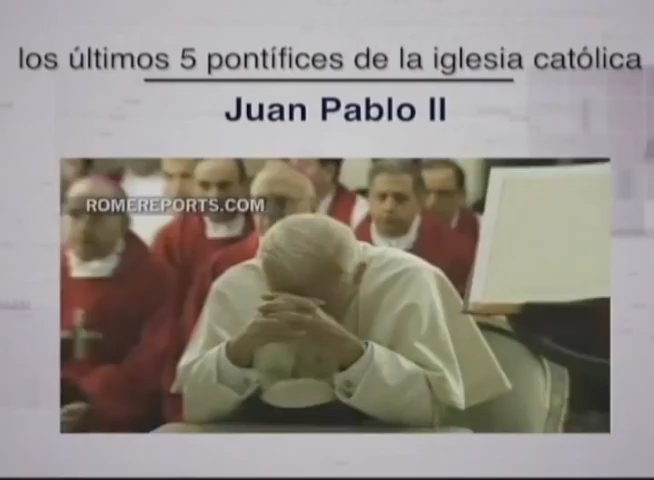 los últimos 5 pontífices de la iglesia católica
Juan Pablo II
ROMEREPORTS.COM